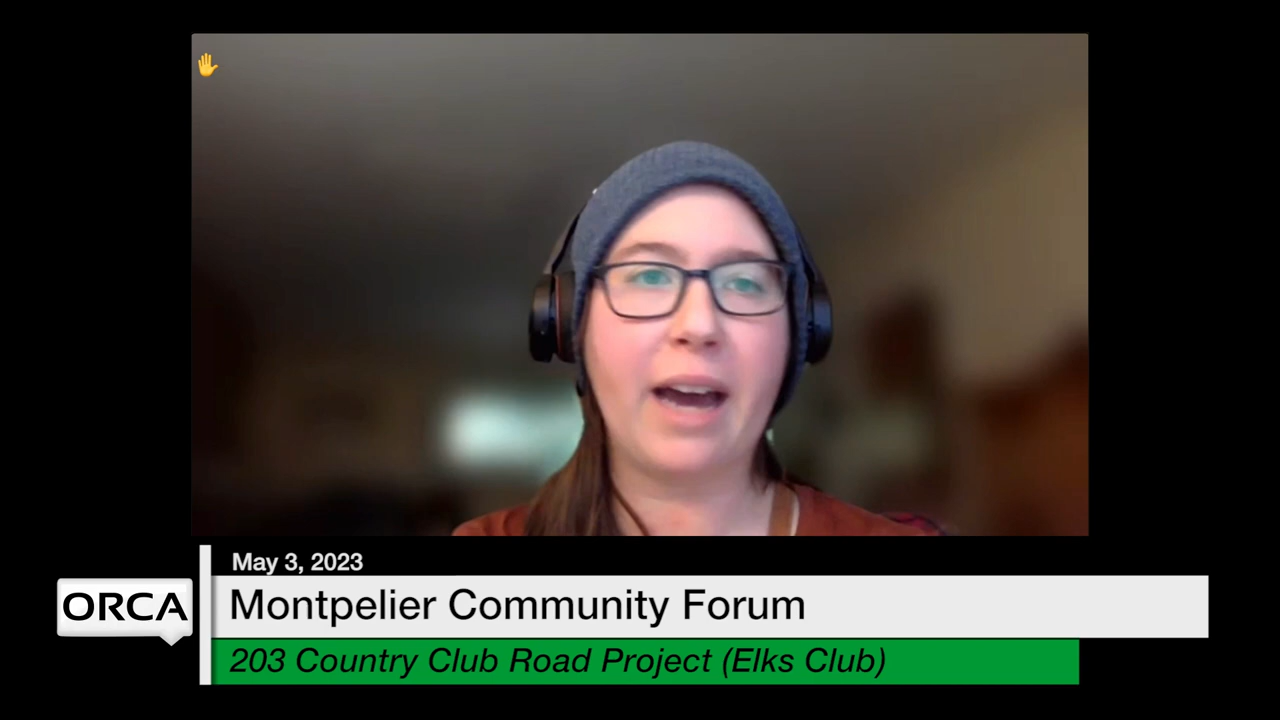 May 3, 2023
ORCA
Montpelier Community Forum
203 Country Club Road Project (Elks Club)